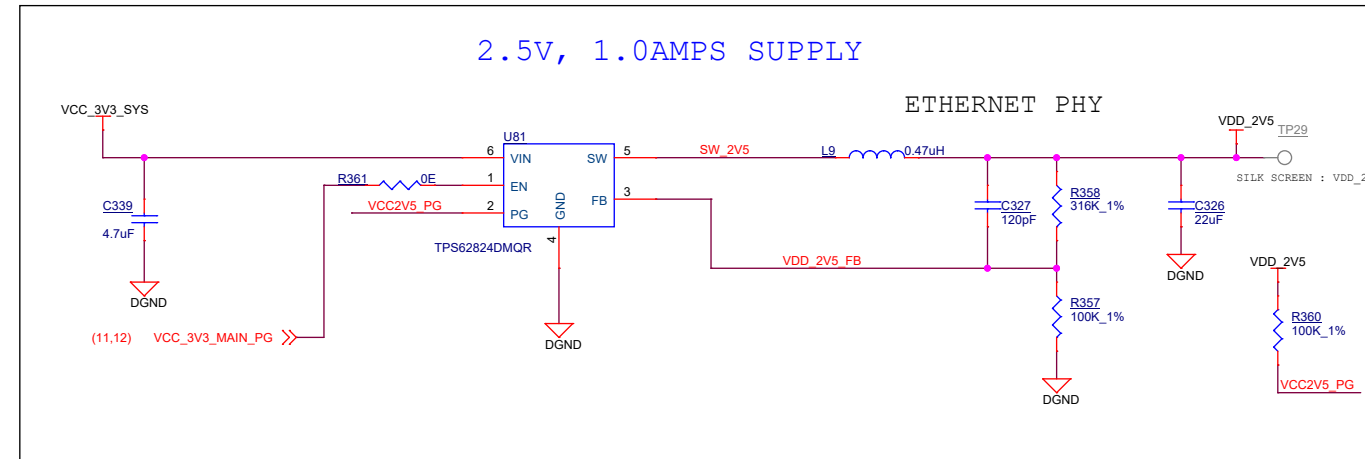 2.5V, 1.0AMPS SUPPLY
ETHERNET PHY
VCC_3V3_SYS
U81
VDD_2V5
TP29
6 VIN
SW 5
SW_2V5
L9
0.47uH
SILK SCREEN : VDD_2
R361
0E
1 EN
FB 3
GND
C339
4.7uF
VCC2V5_PG
2 PG
4
TPS62824DMQR
C327
120pF
R358
316K_1%
C326
22uF
VDD_2V5_FB
VDD_2V5
DGND
DGND
(11,12) VCC_3V3_MAIN_PG
DGND
R357
100K_1%
R360
100K_1%
DGND
VCC2V5_PG